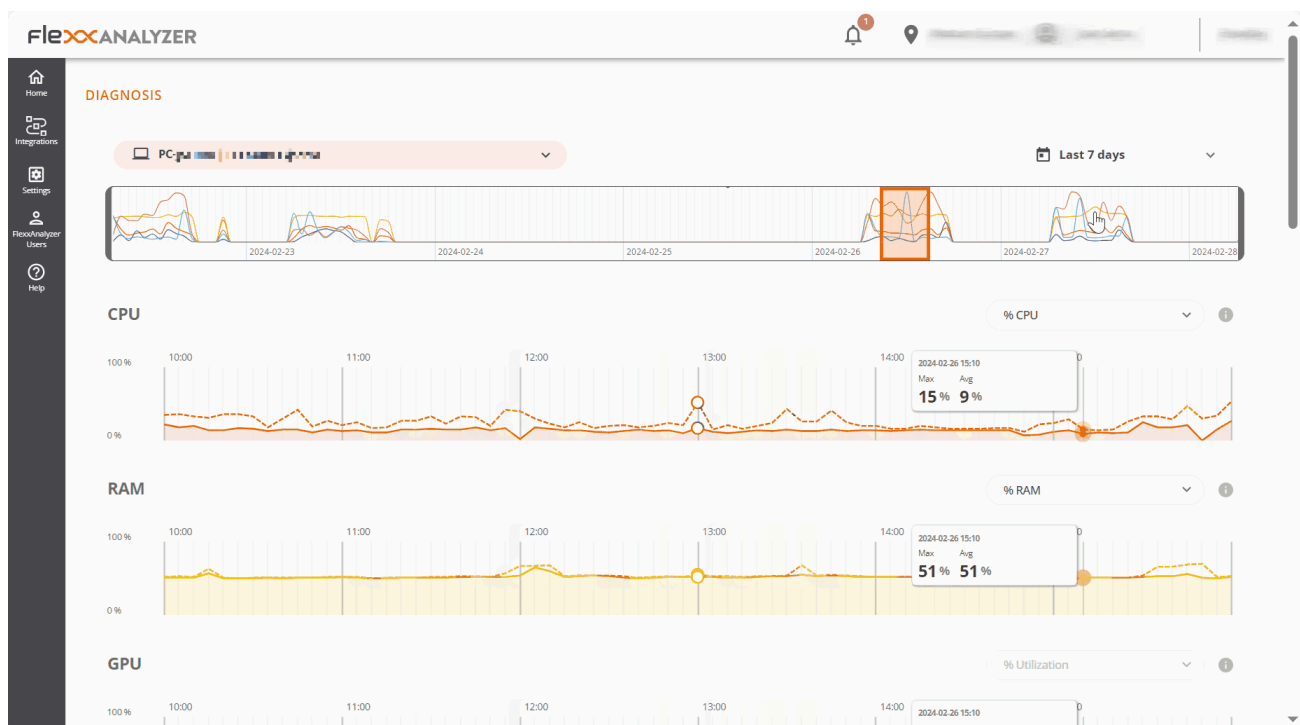 FlexxANALYZER
1
Home
Integrations
Settings
FlexxAnalyzer
Users
Help
DIAGNOSIS
PC-
Last 7 days
2024-02-23
2024-02-24
2024-02-25
2024-02-26
2024-02-27
2024-02-28
CPU
% CPU
100 %
10:00
11:00
12:00
13:00
14:00
0
2024-02-26 15:10
Max Avg
15 % 9 %
0 %
RAM
% RAM
100 %
10:00
11:00
12:00
13:00
14:00
0
2024-02-26 15:10
Max Avg
51 % 51 %
0 %
GPU
% Utilization
100 %
10:00
11:00
12:00
13:00
14:00
0
2024-02-26 15:10